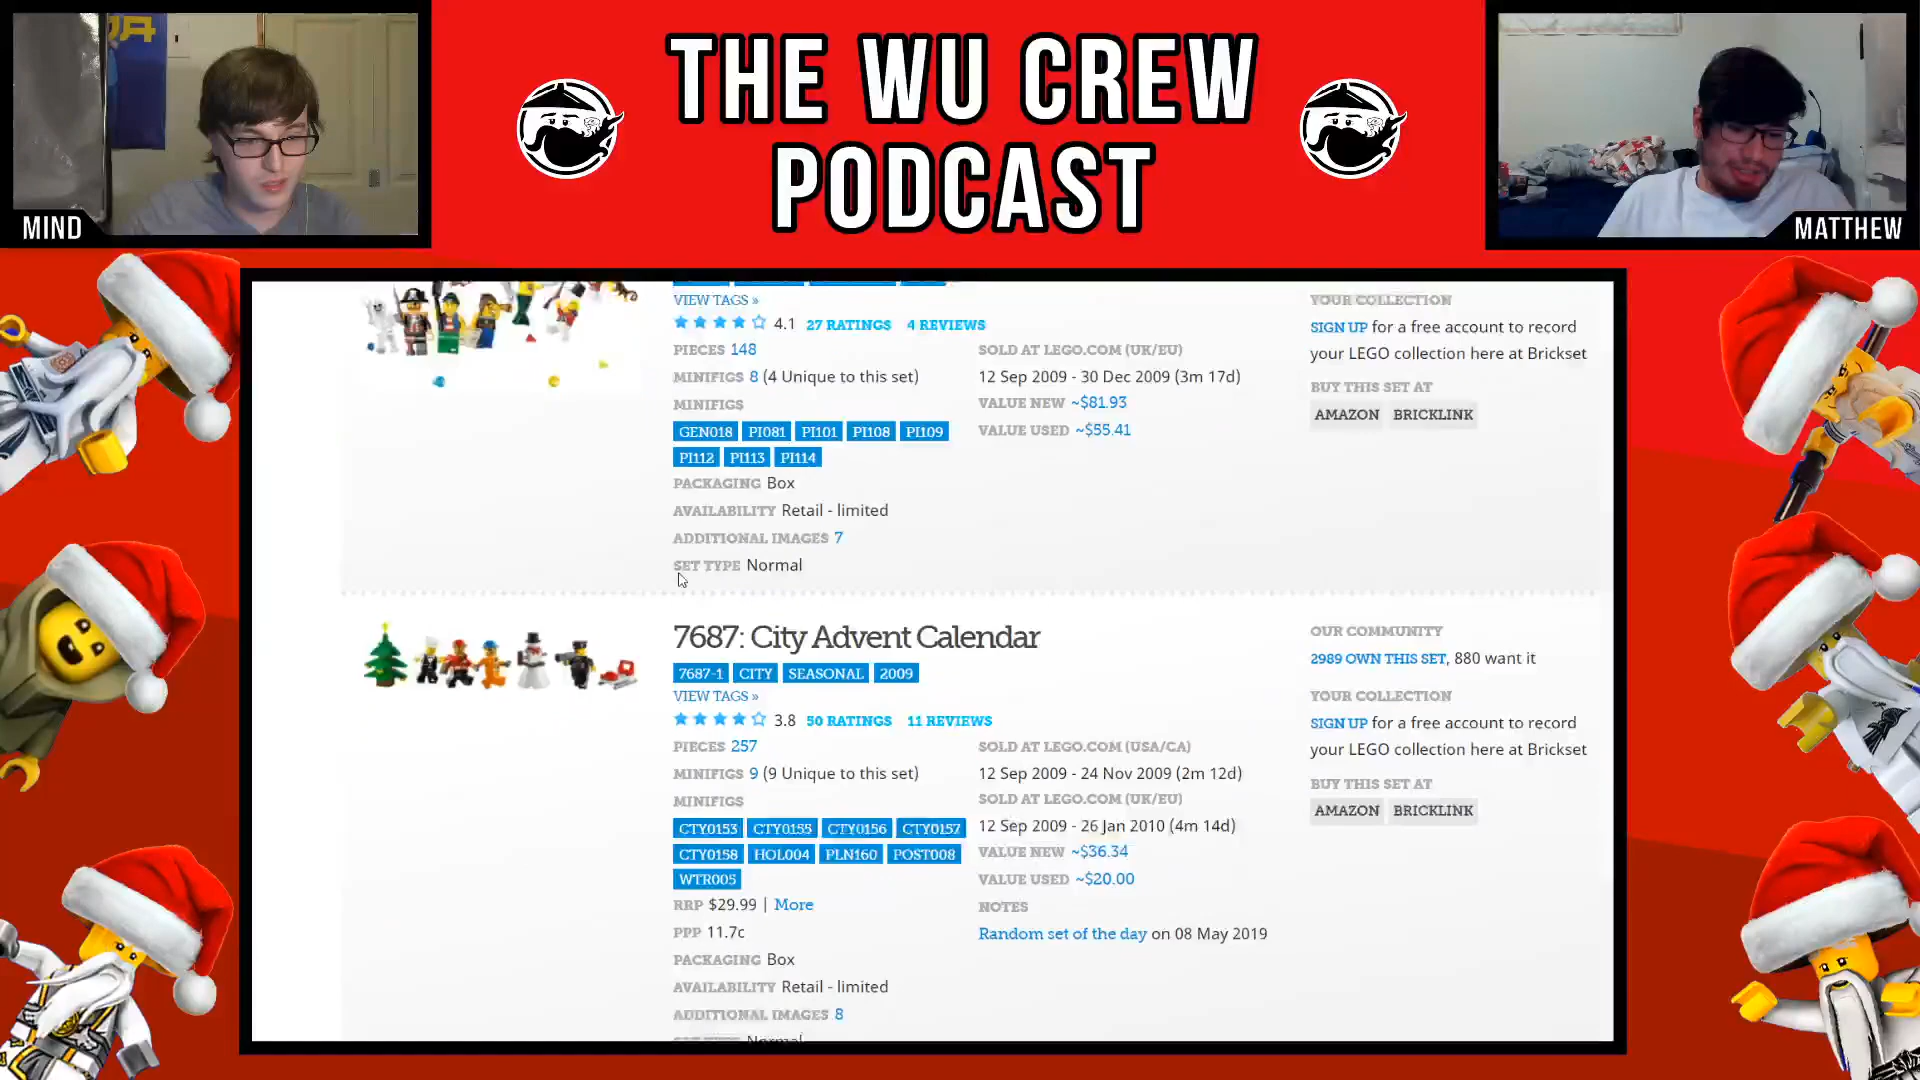 THE WU CREW
PODCAST
MIND
MATTHEW
VIEW TAGS »
4.1 27 RATINGS 4 REVIEWS
PIECES 148
MINIFIGS 8 (4 Unique to this set)
MINIFIGS
GEN018 PI081 PI101 PI108 PI109
PI112 PI113 PI114
PACKAGING Box
AVAILABILITY Retail - limited
ADDITIONAL IMAGES 7
SET TYPE Normal
SOLD AT LEGO.COM (UK/EU)
12 Sep 2009 - 30 Dec 2009 (3m 17d)
VALUE NEW ~$81.93
VALUE USED ~$55.41
YOUR COLLECTION
SIGN UP for a free account to record
your LEGO collection here at Brickset
BUY THIS SET AT
AMAZON BRICKLINK
7687: City Advent Calendar
7687-1 CITY SEASONAL 2009
VIEW TAGS »
3.8 50 RATINGS 11 REVIEWS
PIECES 257
MINIFIGS 9 (9 Unique to this set)
MINIFIGS
CTY0153 CTY0155 CTY0156 CTY0157
CTY0158 HOL004 PLN160 POST008
WTR005
RRP $29.99 | More
PPP 11.7c
PACKAGING Box
AVAILABILITY Retail - limited
ADDITIONAL IMAGES 8
SOLD AT LEGO.COM (USA/CA)
12 Sep 2009 - 24 Nov 2009 (2m 12d)
SOLD AT LEGO.COM (UK/EU)
12 Sep 2009 - 26 Jan 2010 (4m 14d)
VALUE NEW ~$36.34
VALUE USED ~$20.00
NOTES
Random set of the day on 08 May 2019
OUR COMMUNITY
2989 OWN THIS SET, 880 want it
YOUR COLLECTION
SIGN UP for a free account to record
your LEGO collection here at Brickset
BUY THIS SET AT
AMAZON BRICKLINK